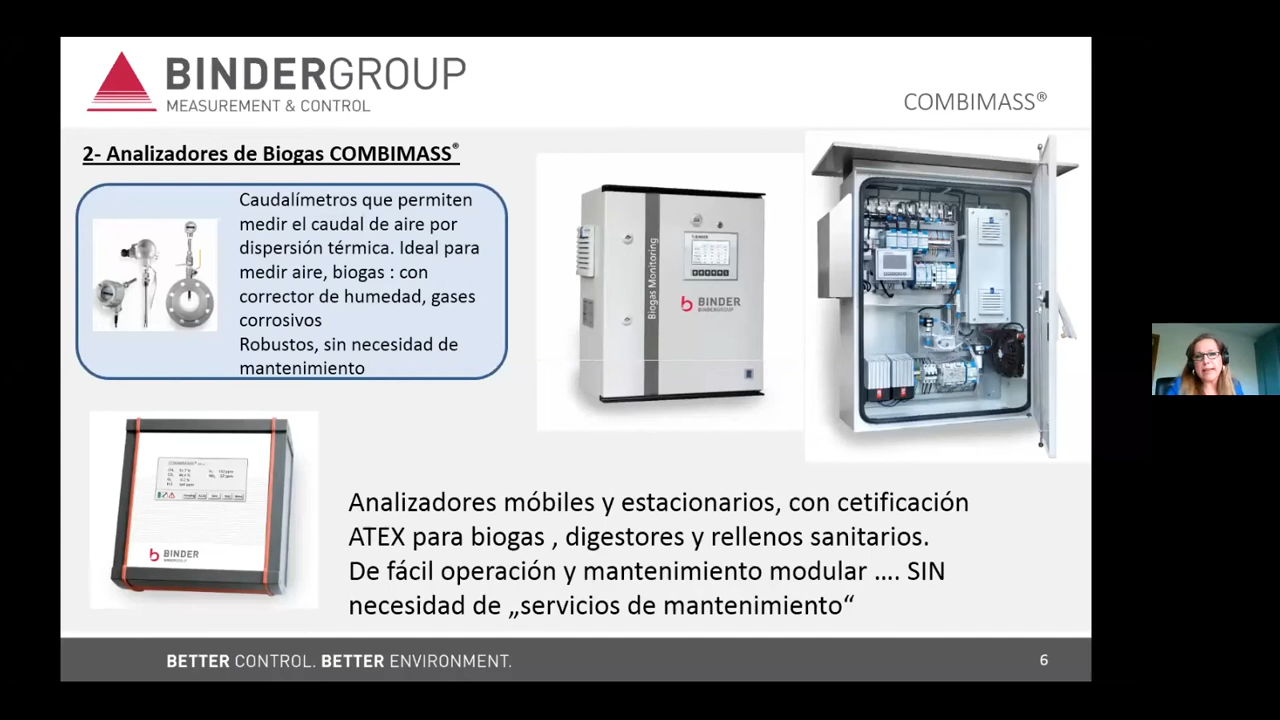 BINDERGROUP
MEASUREMENT & CONTROL
COMBIMASS®
2- Analizadores de Biogas COMBIMASS®
Caudalímetros que permiten
medir el caudal de aire por
dispersión térmica. Ideal para
medir aire, biogas : con
corrector de humedad, gases
corrosivos
Robustos, sin necesidad de
mantenimiento
Biogas Monitoring
BINDER
BINDERGROUP
COMBIMASS®
BINDER
BINDERGROUP
Analizadores móbiles y estacionarios, con cetificación
ATEX para biogas , digestores y rellenos sanitarios.
De fácil operación y mantenimiento modular .... SIN
necesidad de „servicios de mantenimiento“
BETTER CONTROL. BETTER ENVIRONMENT.
6